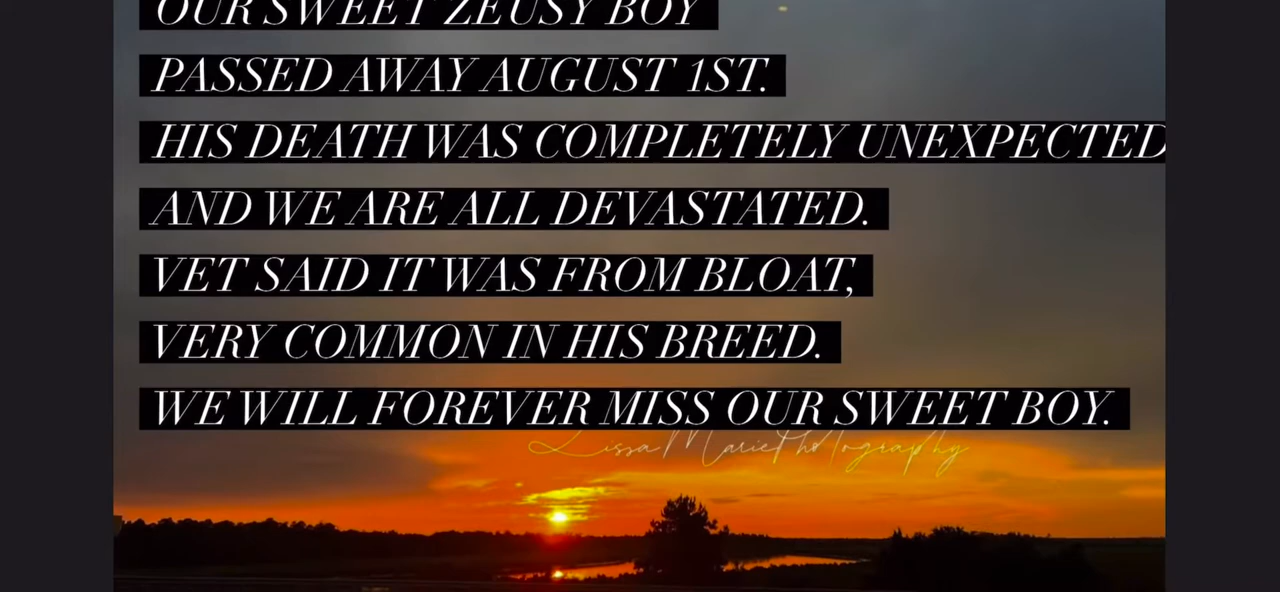 OUR SWEET ZEUSY BOY
PASSED AWAY AUGUST 1ST.
HIS DEATH WAS COMPLETELY UNEXPECTED
AND WE ARE ALL DEVASTATED.
VET SAID IT WAS FROM BLOAT,
VERY COMMON IN HIS BREED.
WE WILL FOREVER MISS OUR SWEET BOY.
LissaMariePhotography